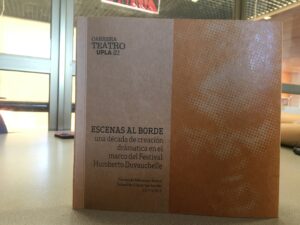 CARRERA
TEATRO
UPLA
ESCENAS AL BORDE
una década de creación
dramática en el
marco del Festival
Humberto Duvauchelle